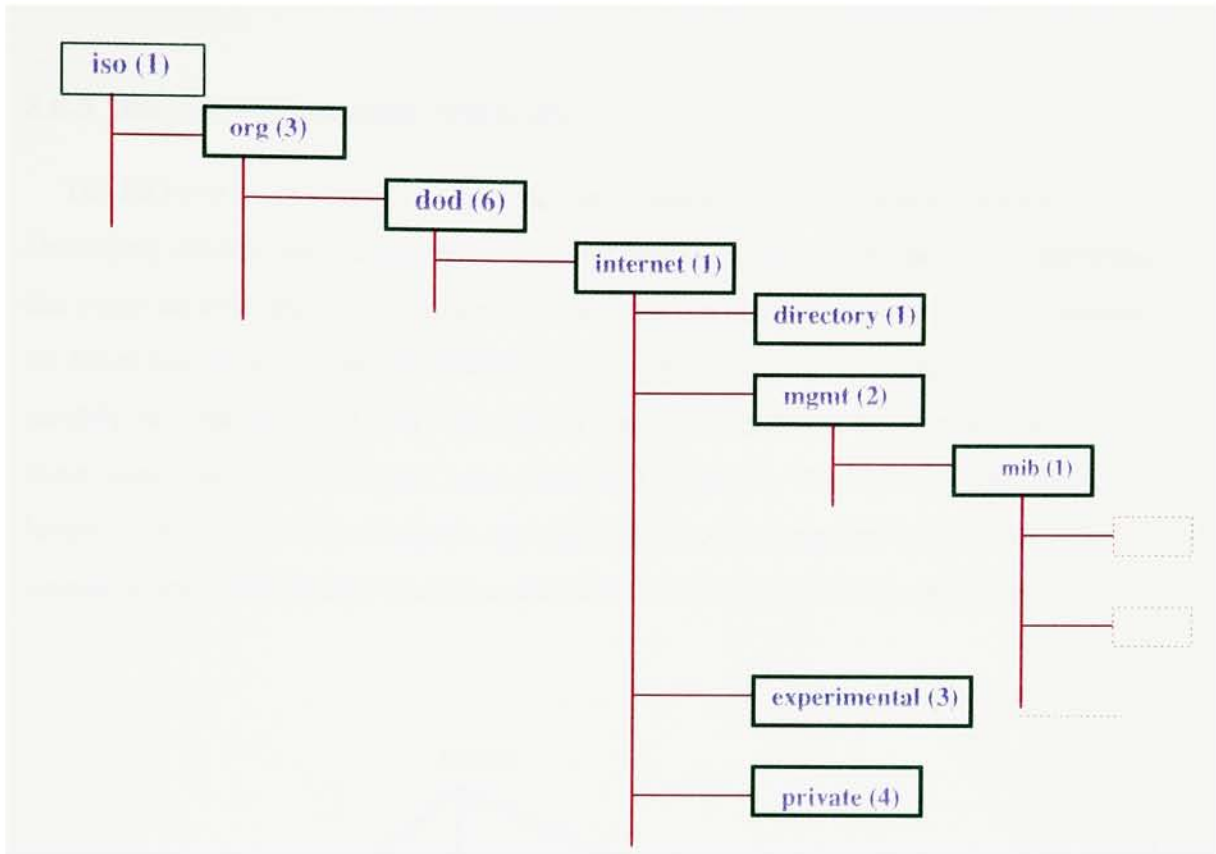 iso (1)
org (3)
dod (6)
internet (1)
directory (1)
mgmt (2)
mib (1)
experimental (3)
private (4)